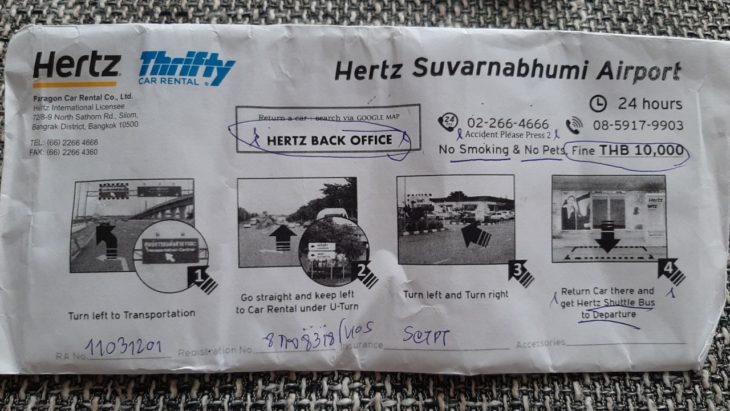 Hertz.
Thrifty
CAR RENTAL
Hertz Suvarnabhumi Airport
Paragon Car Rental Co., Ltd.
Hertz International Licensee
72/8-9 North Sathorn Rd., Silom,
Bangrak District, Bangkok 10500
TEL: (66) 2266 4666
FAX: (66) 2266 4360
Return a car : search via GOOGLE MAP
HERTZ BACK OFFICE
24 hours
24
02-266-4666
08-5917-9903
Accident Please Press 2
No Smoking & No Pets, Fine THB 10,000
1
2
3
4
Hertz
Turn left to Transportation
Go straight and keep left
to Car Rental under U-Turn
Turn left and Turn right
Return Car there and
get Hertz Shuttle Bus
to Departure
RA No. 11031201 Registration No. Insurance Accessories